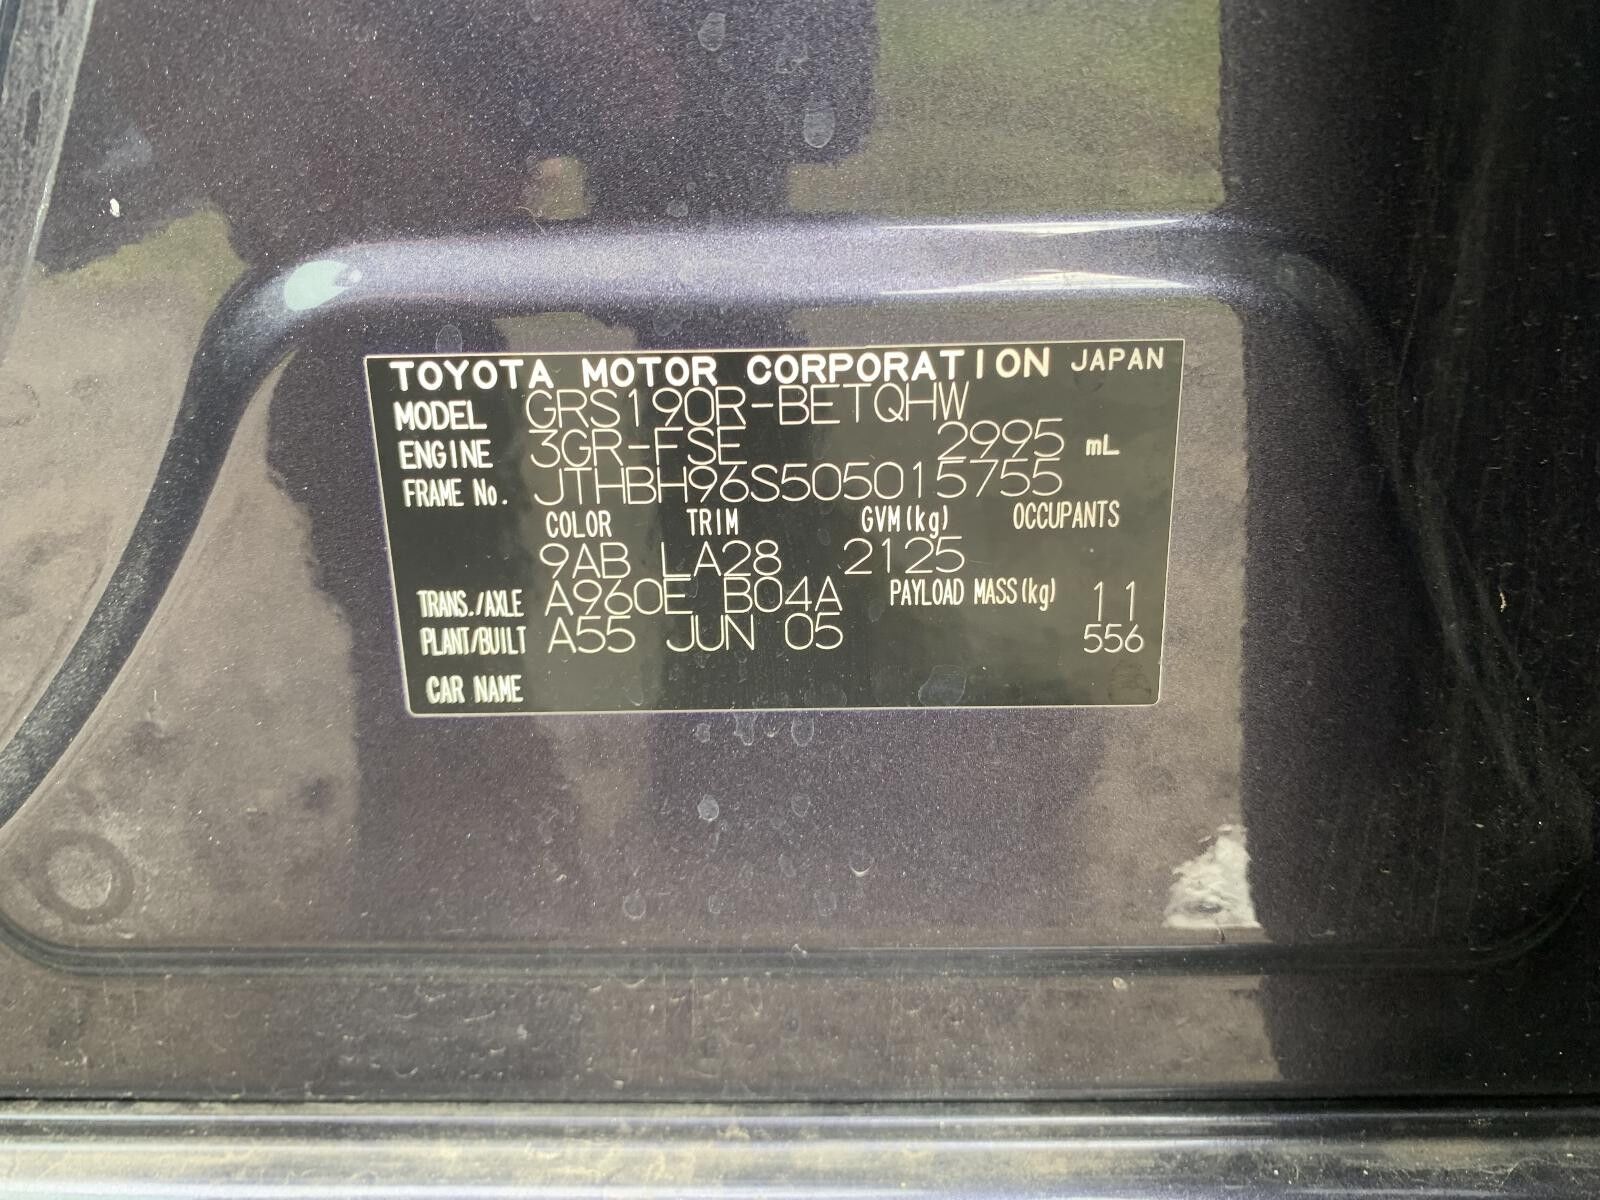 TOYOTA MOTOR CORPORATION JAPAN
MODEL GRS190R-BETQHW
ENGINE 3GR-FSE 2995 mL
FRAME No. JTHBH96S505015755
COLOR TRIM GVM(kg) OCCUPANTS
9AB LA28 2125
TRANS./AXLE A960E B04A PAYLOAD MASS(kg) 11
PLANT/BUILT A55 JUN 05 556
CAR NAME